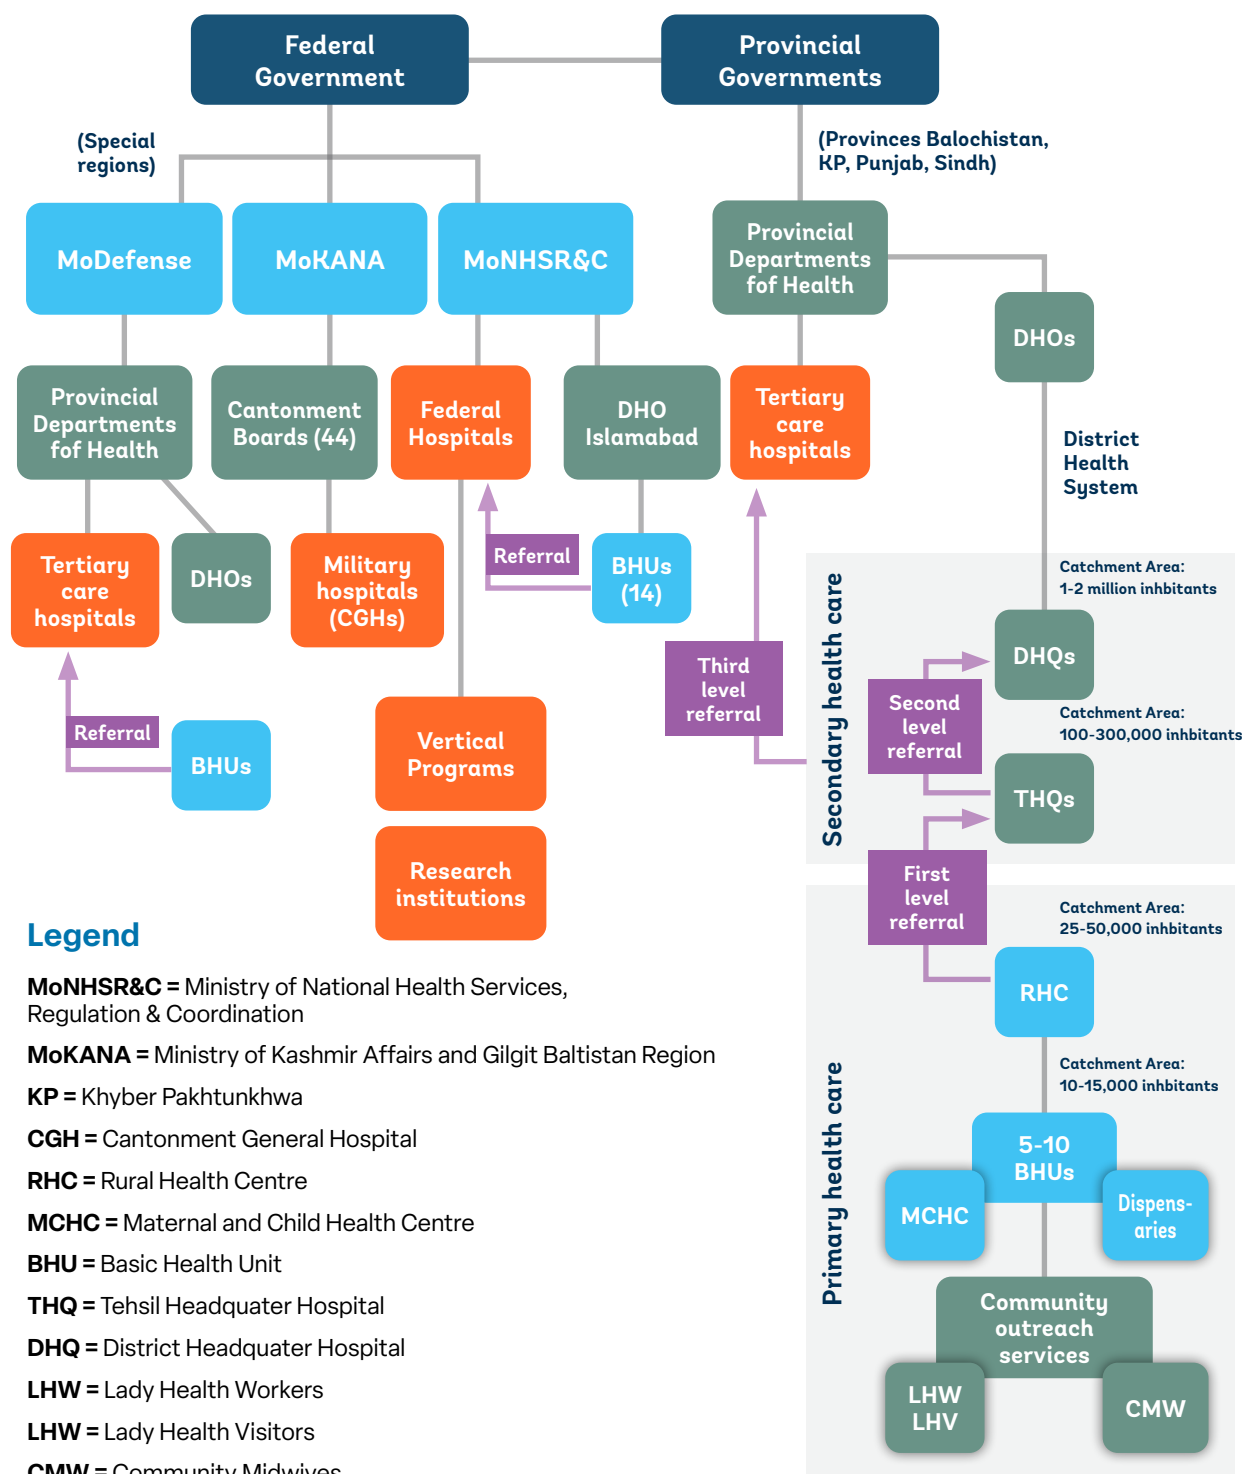 Federal
Government
Provincial
Governments
(Special
regions)
(Provinces Balochistan,
KP, Punjab, Sindh)
MoDefense
MoKANA
MoNHSR&C
Provincial
Departments
fof Health
DHOs
Provincial
Departments
fof Health
Cantonment
Boards (44)
Federal
Hospitals
DHO
Islamabad
Tertiary
care
hospitals
District
Health
System
Tertiary
care
hospitals
DHOs
Military
hospitals
(CGHs)
Referral
BHUs
(14)
Catchment Area:
1-2 million inhbitants
DHQs
Third
level
referral
Secondary health care
Second
level
referral
Catchment Area:
100-300,000 inhbitants
THQs
Referral
BHUs
Vertical
Programs
Research
institutions
First
level
referral
Catchment Area:
25-50,000 inhbitants
RHC
Catchment Area:
10-15,000 inhbitants
Primary health care
5-10
BHUs
MCHC
Dispens-
aries
Community
outreach
services
LHW
LHV
CMW
Legend
MoNHSR&C = Ministry of National Health Services,
Regulation & Coordination
MoKANA = Ministry of Kashmir Affairs and Gilgit Baltistan Region
KP = Khyber Pakhtunkhwa
CGH = Cantonment General Hospital
RHC = Rural Health Centre
MCHC = Maternal and Child Health Centre
BHU = Basic Health Unit
THQ = Tehsil Headquater Hospital
DHQ = District Headquater Hospital
LHW = Lady Health Workers
LHW = Lady Health Visitors
CMW = Community Midwives